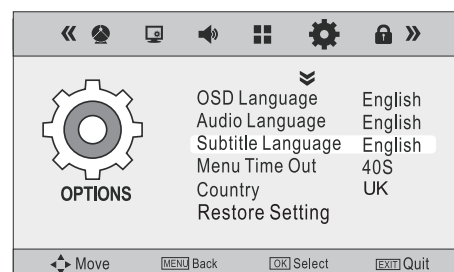 OSD Language English
Audio Language English
Subtitle Language English
Menu Time Out 40S
Country UK
Restore Setting
OPTIONS
Move MENU Back OK Select EXIT Quit